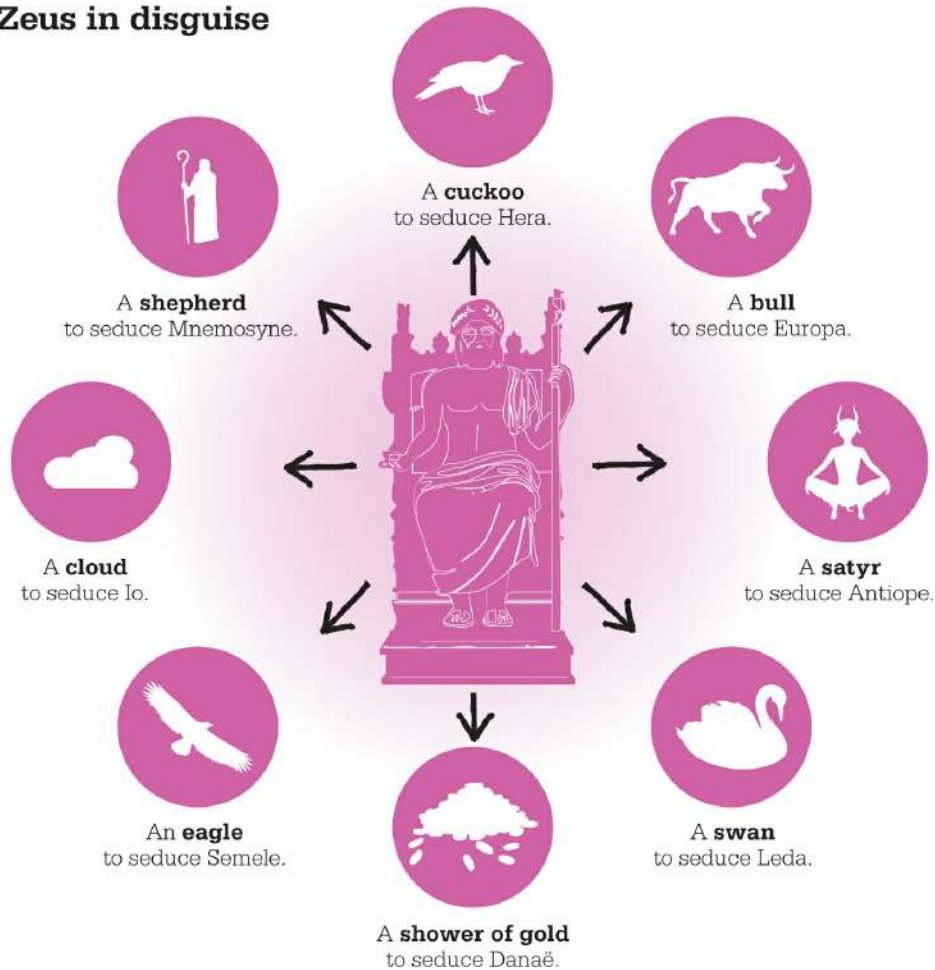 Zeus in disguise
A cuckoo
to seduce Hera.
A bull
to seduce Europa.
A satyr
to seduce Antiope.
A swan
to seduce Leda.
A shower of gold
to seduce Danaë.
An eagle
to seduce Semele.
A cloud
to seduce Io.
A shepherd
to seduce Mnemosyne.